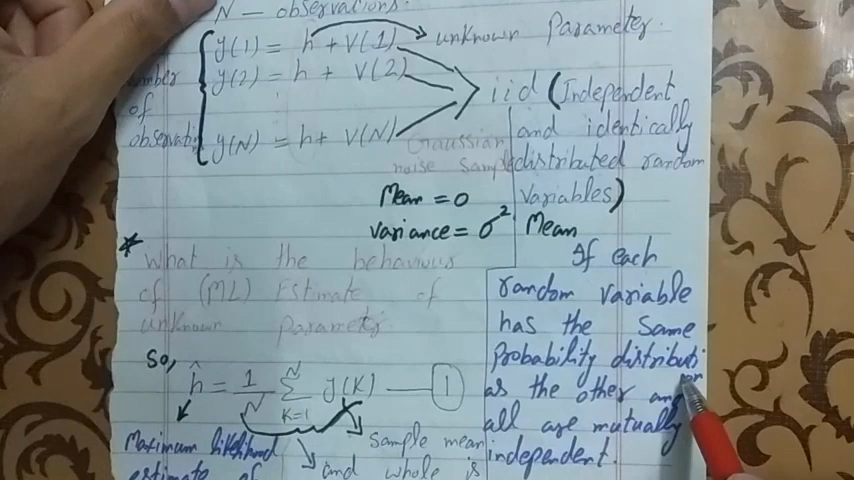 N - observations.
y(1) = h + V(1) unknown Parameter.
y(2) = h + V(2)
number of observation
iid (Independent and identically distributed random variables)
y(N) = h + V(N)
Gaussian noise sample
Mean = 0
variance = σ²
Mean
If each
random variable
has the same
Probability distribution
as the other and
all are mutually
independent.
* What is the behaviour
of (ML) Estimate of
unknown Parameter.
So,
ĥ = 1/N Σ y(K) — 1
N
K=1
Maximum likelihood
estimate of
Sample mean
and whole is